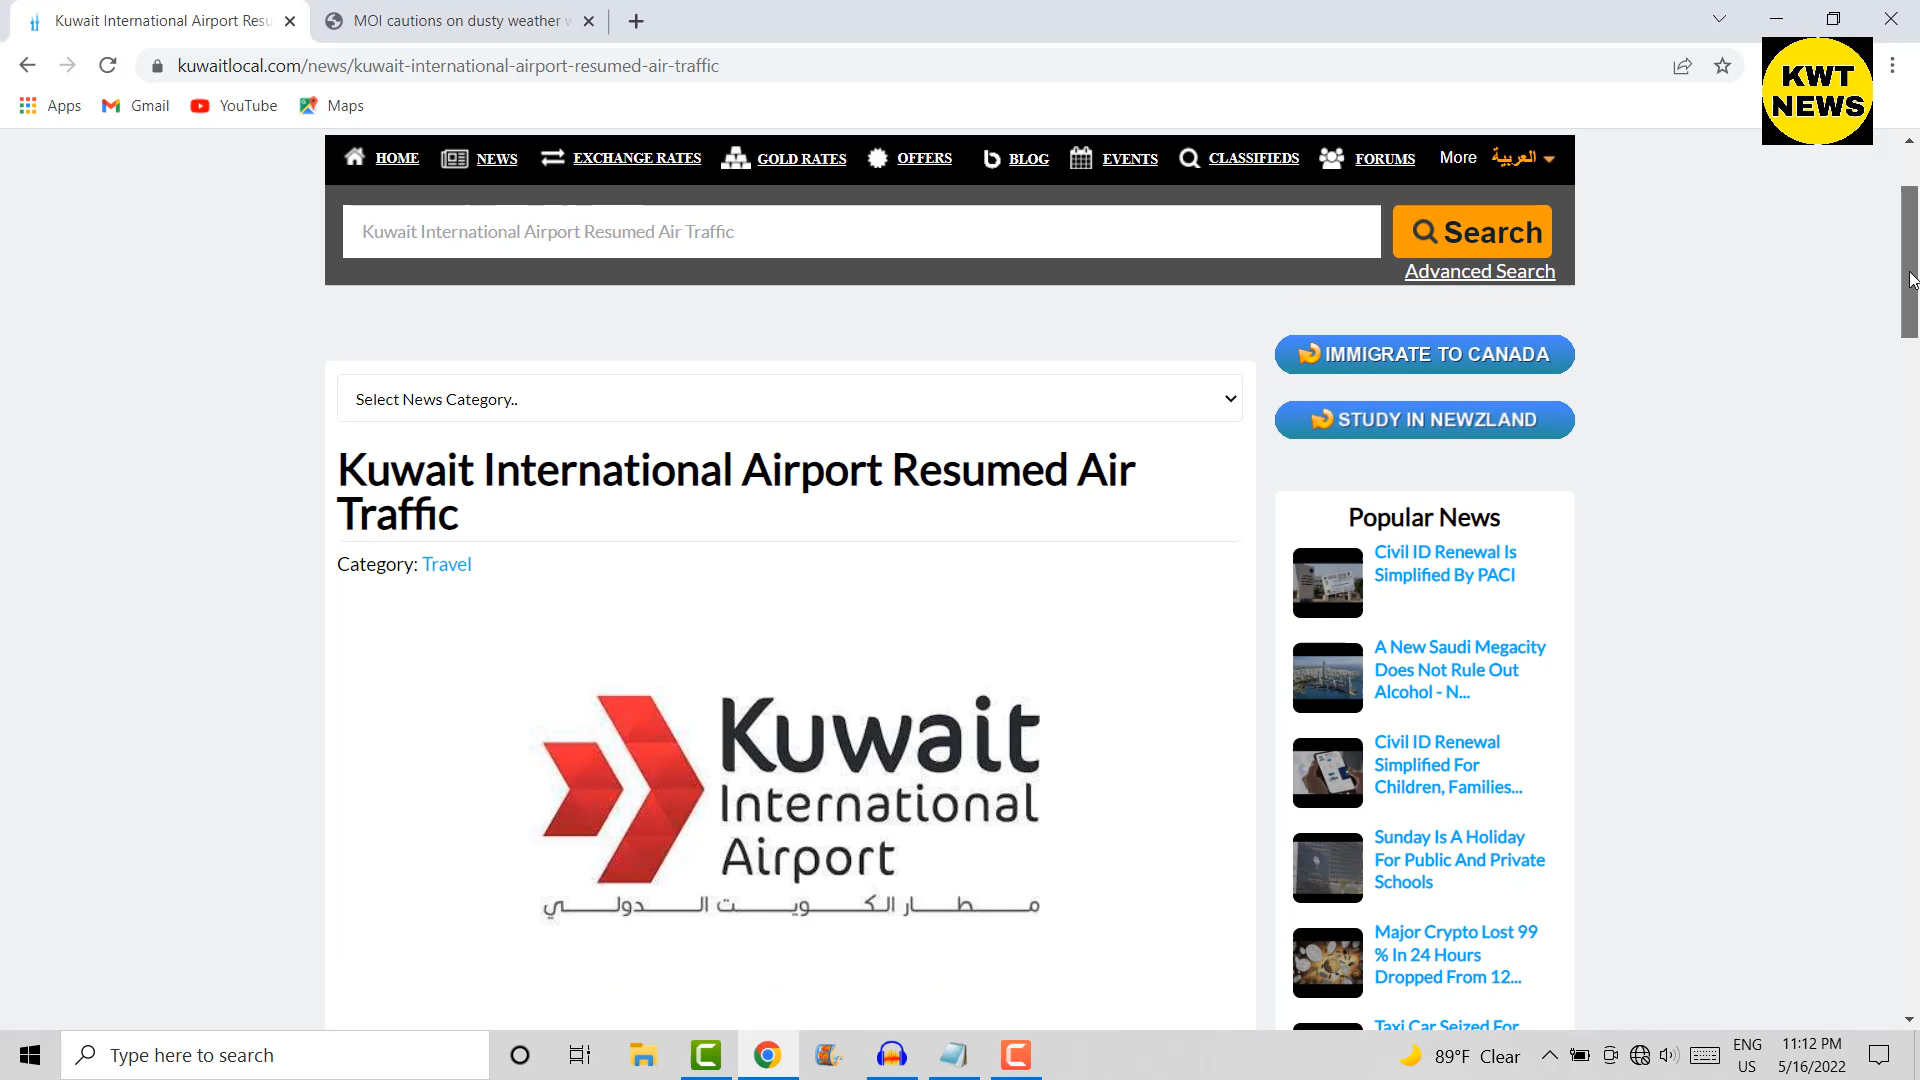 Kuwait International Airport Resu
MOI cautions on dusty weather
kuwaitlocal.com/news/kuwait-international-airport-resumed-air-traffic
Apps
Gmail
YouTube
Maps
KWT
NEWS
HOME
NEWS
EXCHANGE RATES
GOLD RATES
OFFERS
BLOG
EVENTS
CLASSIFIEDS
FORUMS
More
العربية
Kuwait International Airport Resumed Air Traffic
Search
Advanced Search
IMMIGRATE TO CANADA
STUDY IN NEWZLAND
Select News Category..
Kuwait International Airport Resumed Air
Traffic
Category: Travel
Kuwait
International
Airport
مطار الكويت الدولي
Popular News
Civil ID Renewal Is
Simplified By PACI
A New Saudi Megacity
Does Not Rule Out
Alcohol - N...
Civil ID Renewal
Simplified For
Children, Families...
Sunday Is A Holiday
For Public And Private
Schools
Major Crypto Lost 99
% In 24 Hours
Dropped From 12...
Taxi Car Seized For
Type here to search
89°F Clear
ENG
US
11:12 PM
5/16/2022